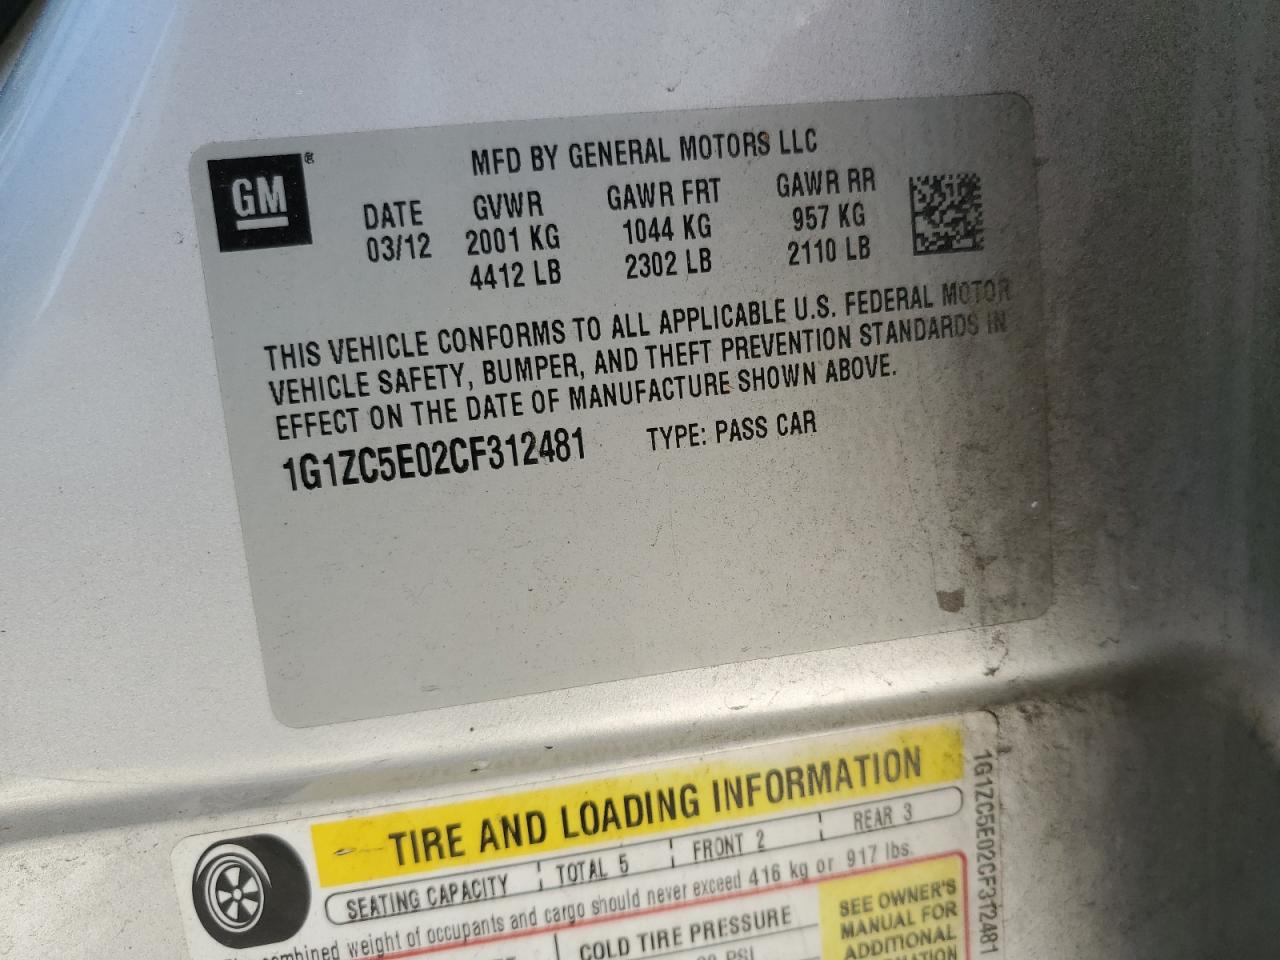 GM®
MFD BY GENERAL MOTORS LLC
DATE GVWR GAWR FRT GAWR RR
03/12 2001 KG 1044 KG 957 KG
4412 LB 2302 LB 2110 LB
THIS VEHICLE CONFORMS TO ALL APPLICABLE U.S. FEDERAL MOTOR
VEHICLE SAFETY, BUMPER, AND THEFT PREVENTION STANDARDS IN
EFFECT ON THE DATE OF MANUFACTURE SHOWN ABOVE.
1G1ZC5E02CF312481 TYPE: PASS CAR
TIRE AND LOADING INFORMATION
SEATING CAPACITY TOTAL 5 FRONT 2 REAR 3
combined weight of occupants and cargo should never exceed 416 kg or 917 lbs.
COLD TIRE PRESSURE
PSI
SEE OWNER'S
MANUAL FOR
ADDITIONAL
1G1ZC5E02CF312481